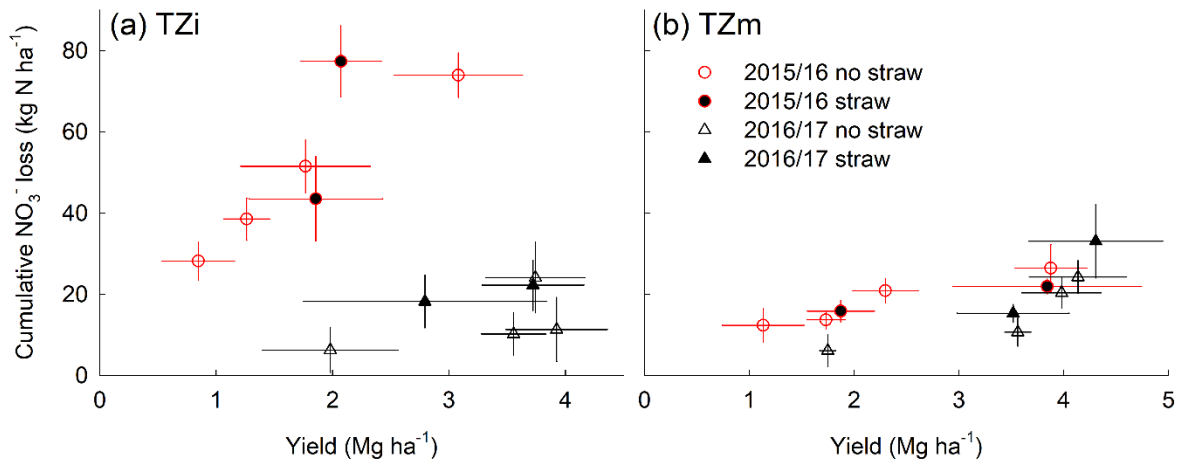 (a) TZi
(b) TZm
Cumulative NO₃⁻ loss (kg N ha⁻¹)
80
60
40
20
0
2015/16 no straw
2015/16 straw
2016/17 no straw
2016/17 straw
0 1 2 3 4 0 1 2 3 4 5
Yield (Mg ha⁻¹) Yield (Mg ha⁻¹)